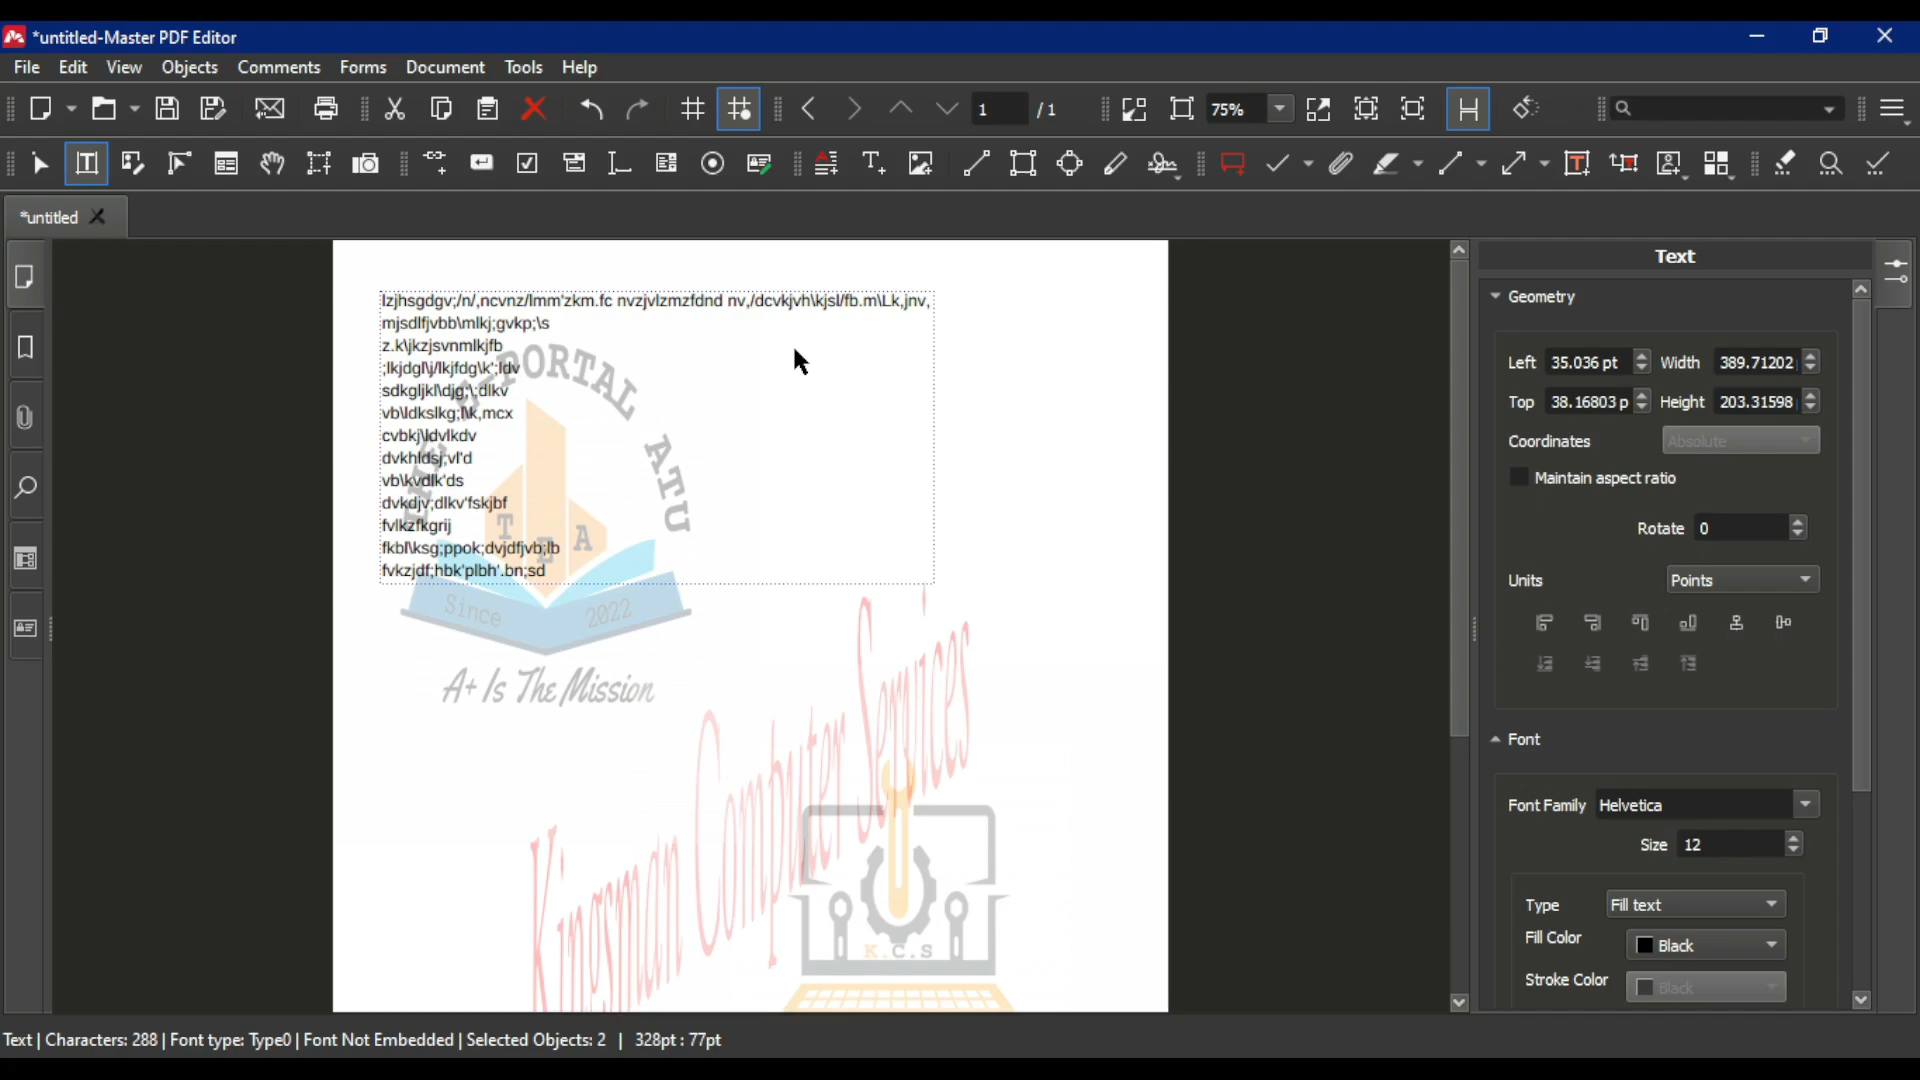 *untitled-Master PDF Editor
File Edit View Objects Comments Forms Document Tools Help
1 / 1 75%
*untitled
Text
Geometry
Left 35.036 pt Width 389.71202
Top 38.16803 p Height 203.31598
Coordinates Absolute
Maintain aspect ratio
Rotate 0
Units Points
Font
Font Family Helvetica
Size 12
Type Fill text
Fill Color Black
Stroke Color Black
lzjhsgdgv;/n/,ncvnz/lmm'zkm.fc nvzjvlzmzfdnd nv,/dcvkjvh\kjsl/fb.m\Lk,jnv,
mjsdlfjvbb\mlkj;gvkp;\s
z.k\jkzjsvnmlkjfb
;lkjdgl\j/lkjfdg\k';ldv
sdkgljkl\djg;\;dlkv
vb\ldkslkg;l\k,mcx
cvbkj\ldvlkdv
dvkhldsj;vl'd
vb\kvdlk'ds
dvkdjv;dlkv'fskjbf
fvlkzfkgrij
fkbl\ksg;ppok;dvjdfjvb;lb
fvkzjdf;hbk'plbh'.bn;sd
E-PORTAL ATU
T E A
Since 2022
A+ Is The Mission
Kingsman Computer Services
K.C.S
Text | Characters: 288 | Font type: Type0 | Font Not Embedded | Selected Objects: 2 | 328pt : 77pt